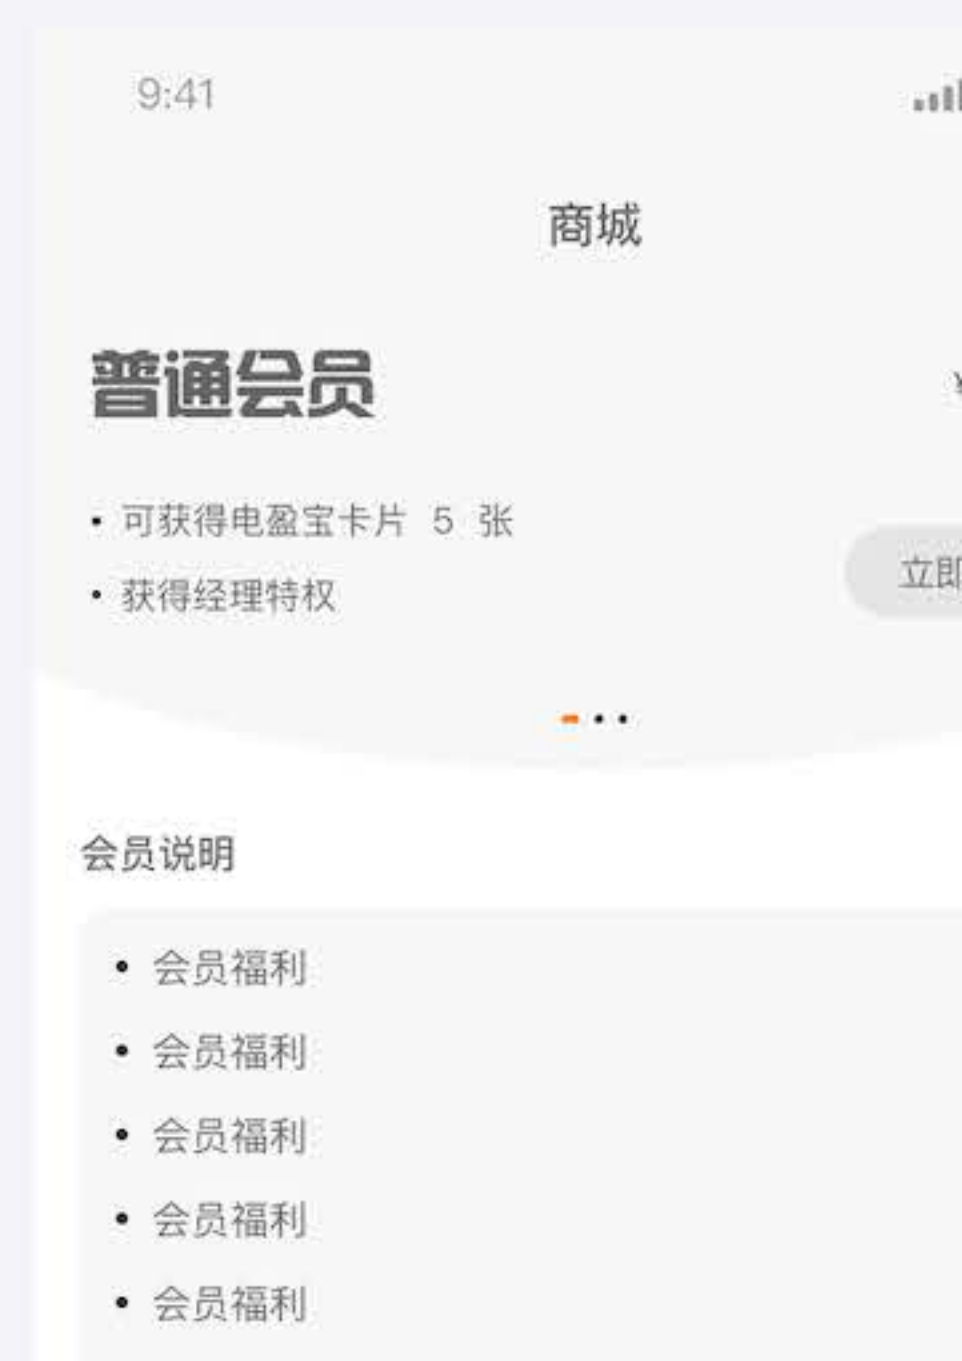 9:41
商城
普通会员
¥
• 可获得电盈宝卡片 5 张
立即
• 获得经理特权
会员说明
• 会员福利
• 会员福利
• 会员福利
• 会员福利
• 会员福利